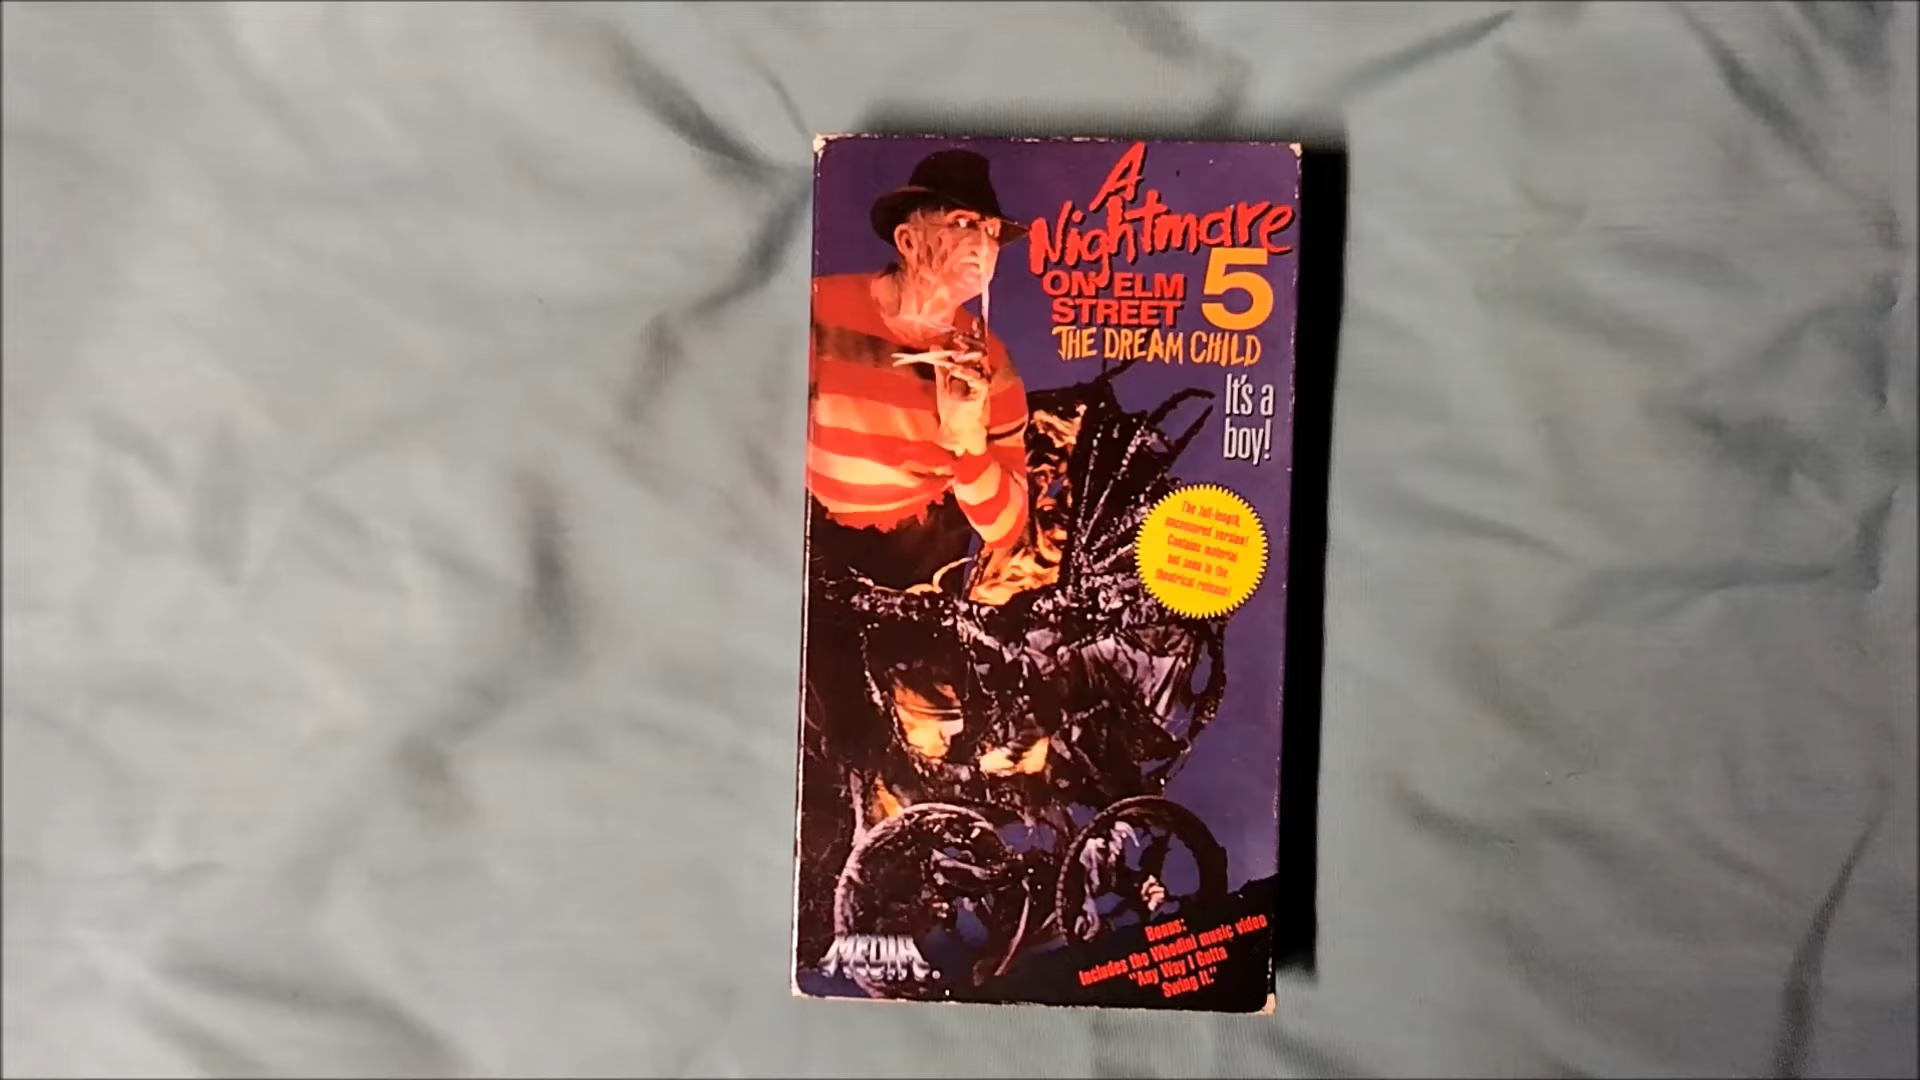 A
Nightmare
ON ELM
STREET 5
THE DREAM CHILD
It's a
boy!
The full-length,
uncensored version!
Contains material
not seen in the
theatrical release!
Bonus:
Includes the Whodini music video
"Any Way I Gotta
Swing It."
MEDIA